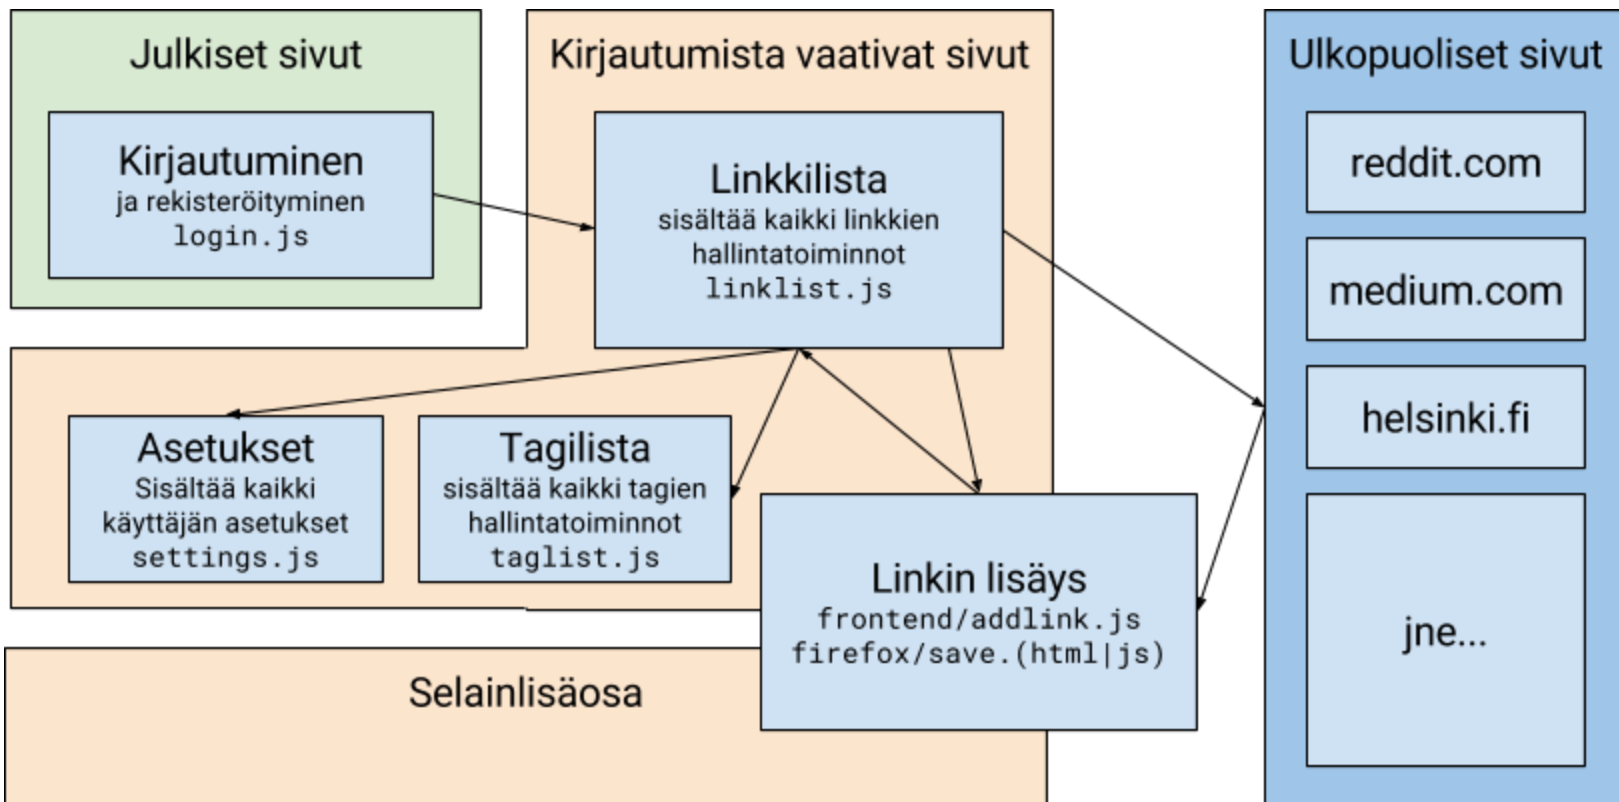 Julkiset sivut
Kirjautuminen
ja rekisteröityminen
login.js
Kirjautumista vaativat sivut
Linkkilista
sisältää kaikki linkkien
hallintatoiminnot
linklist.js
Asetukset
Sisältää kaikki
käyttäjän asetukset
settings.js
Tagilista
sisältää kaikki tagien
hallintatoiminnot
taglist.js
Linkin lisäys
frontend/addlink.js
firefox/save.(html|js)
Selainlisäosa
Ulkopuoliset sivut
reddit.com
medium.com
helsinki.fi
jne...